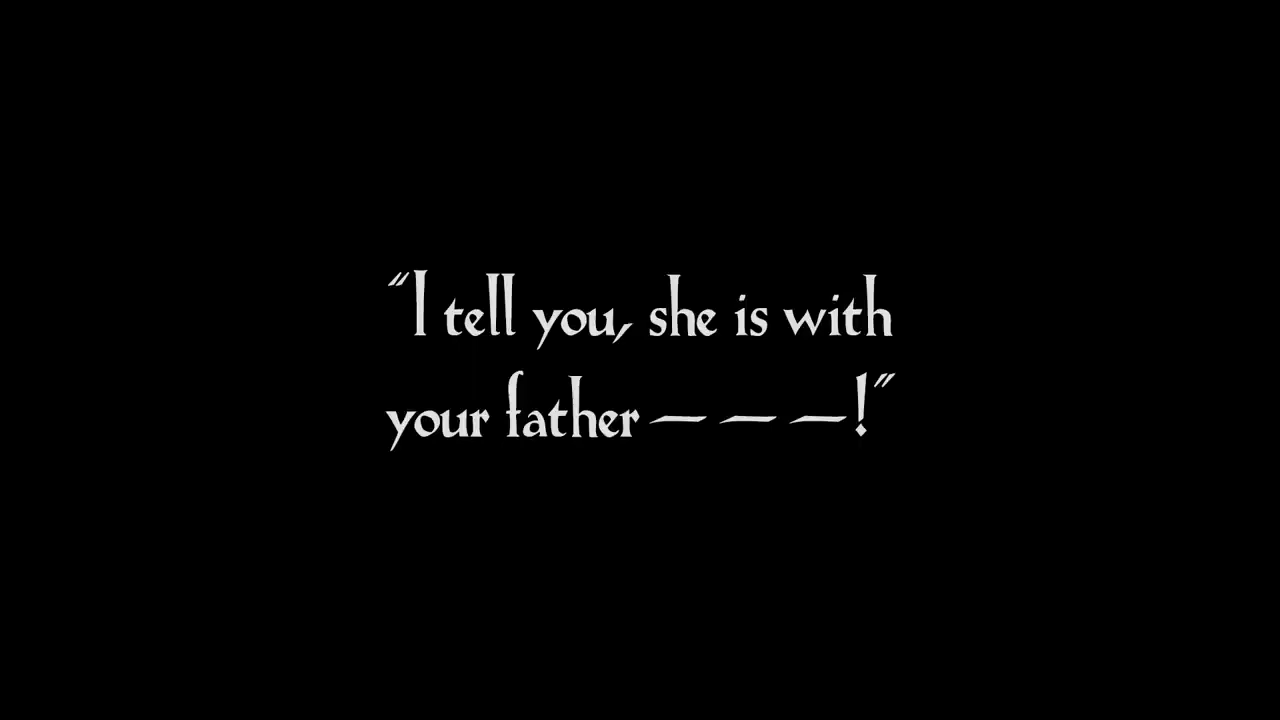 “I tell you, she is with
your father — — —!”